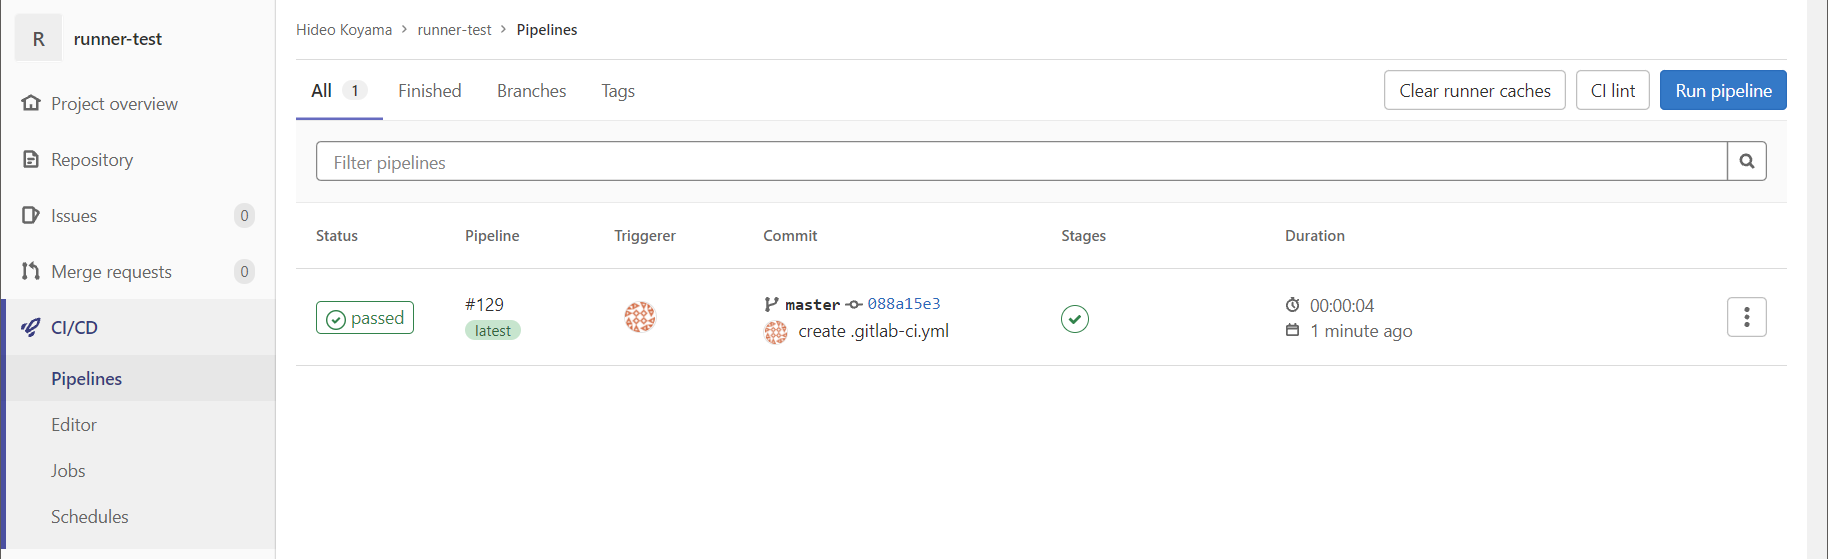 R runner-test
Project overview
Repository
Issues 0
Merge requests 0
CI/CD
Pipelines
Editor
Jobs
Schedules
Hideo Koyama > runner-test > Pipelines
All 1 Finished Branches Tags Clear runner caches CI lint Run pipeline
Filter pipelines
Status Pipeline Triggerer Commit Stages Duration
passed #129 master 088a15e3 00:00:04
latest create .gitlab-ci.yml 1 minute ago